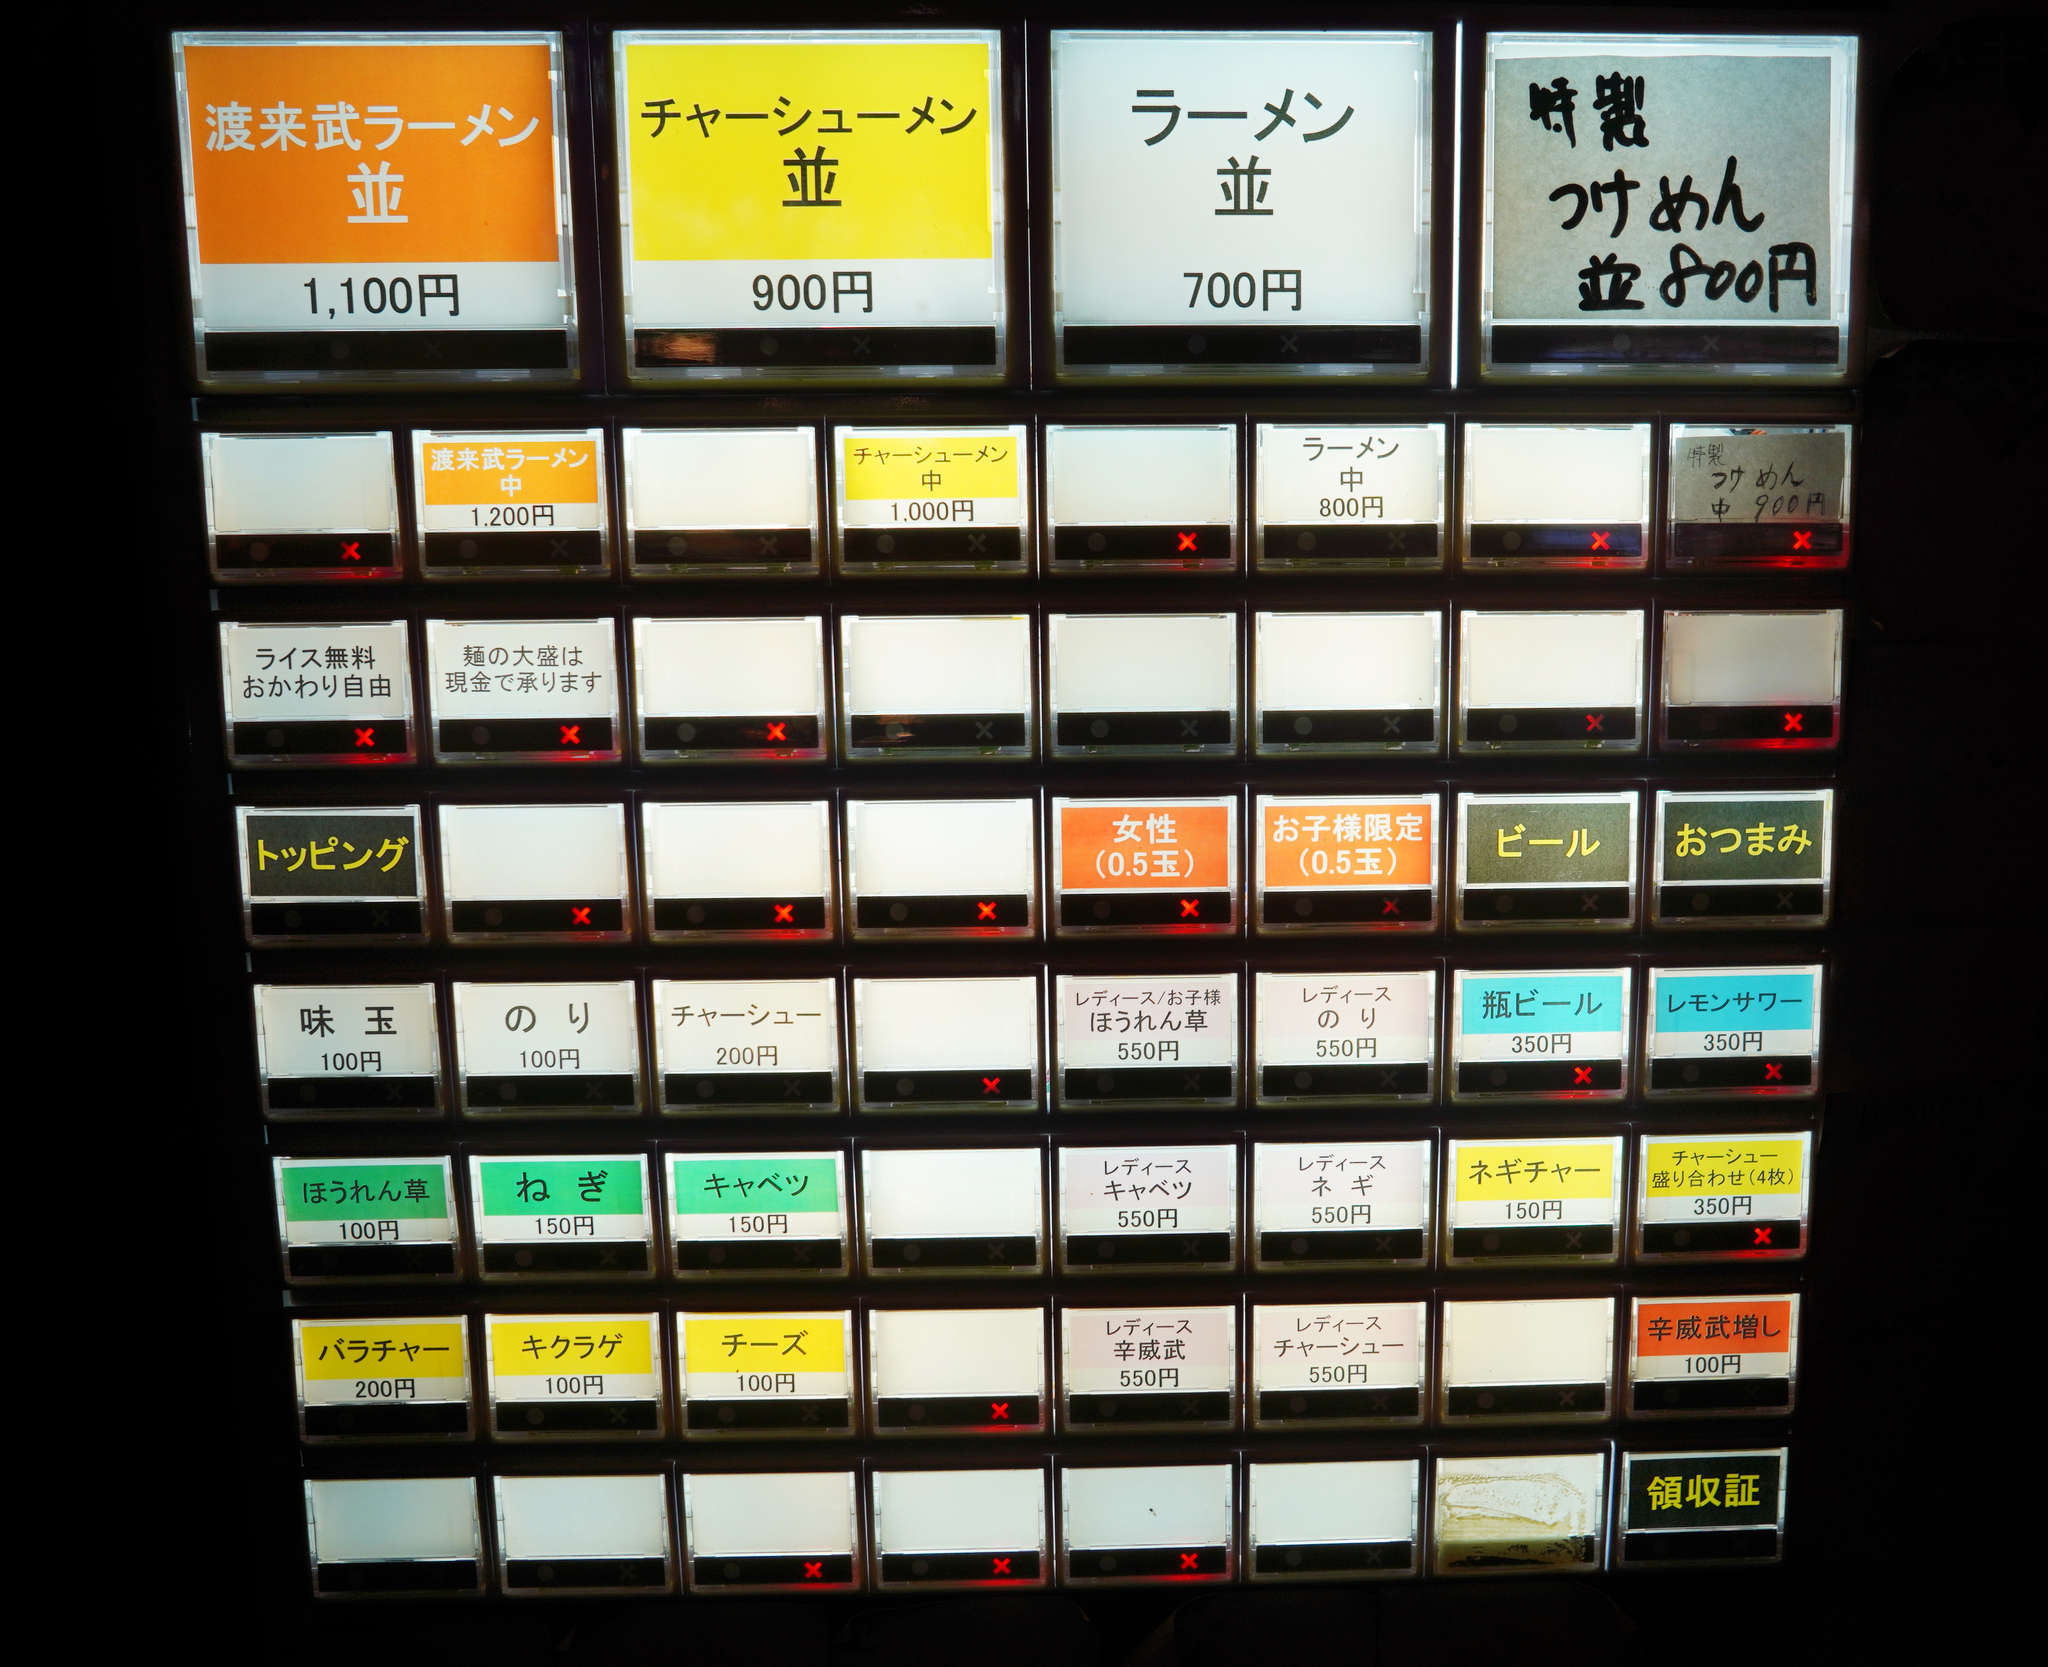 渡来武ラーメン
並
1,100円
チャーシューメン
並
900円
ラーメン
並
700円
特製
つけめん
並 800円
渡来武ラーメン
中
1,200円
チャーシューメン
中
1,000円
ラーメン
中
800円
特製
つけめん
中 900円
ライス無料
おかわり自由
麺の大盛は
現金で承ります
トッピング
女性
（0.5玉）
お子様限定
（0.5玉）
ビール
おつまみ
味 玉
100円
のり
100円
チャーシュー
200円
レディース/お子様
ほうれん草
550円
レディース
のり
550円
瓶ビール
350円
レモンサワー
350円
ほうれん草
100円
ねぎ
150円
キャベツ
150円
レディース
キャベツ
550円
レディース
ネギ
550円
ネギチャー
150円
チャーシュー
盛り合わせ（4枚）
350円
バラチャー
200円
キクラゲ
100円
チーズ
100円
レディース
辛威武
550円
レディース
チャーシュー
550円
辛威武増し
100円
領収証